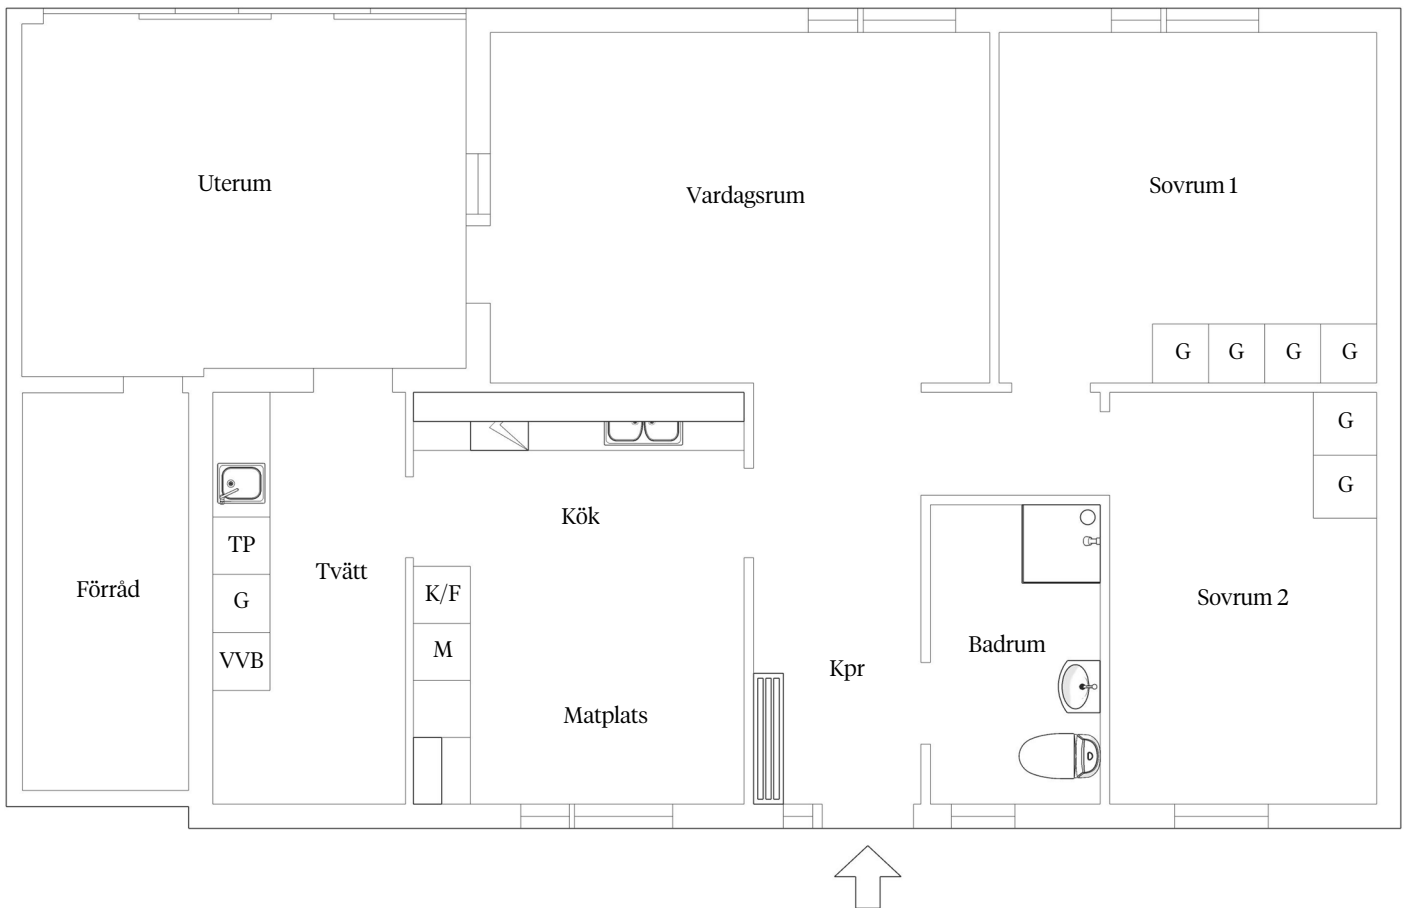 Uterum
Vardagsrum
Sovrum 1
G G G G
G
G
Kök
TP
Tvätt
Förråd
G
K/F
Sovrum 2
VVB
M
Badrum
Kpr
Matplats